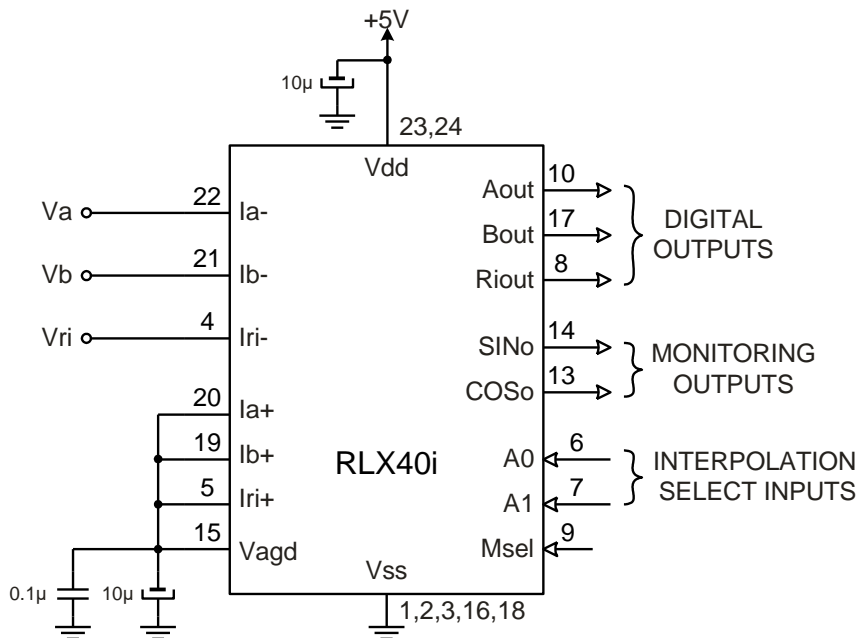 +5V
10µ
23,24
Vdd
Va
22
Ia-
Vb
21
Ib-
Vri
4
Iri-
20
Ia+
19
Ib+
5
Iri+
15
Vagd
0.1µ
10µ
RLX40i
Vss
1,2,3,16,18
Aout
10
Bout
17
Riout
8
DIGITAL
OUTPUTS
SINo
14
COSo
13
MONITORING
OUTPUTS
A0
6
A1
7
INTERPOLATION
SELECT INPUTS
Msel
9